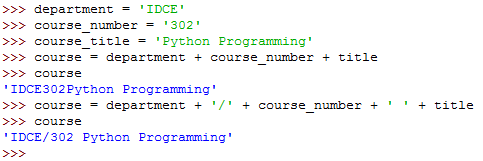 >>> department = 'IDCE'
>>> course_number = '302'
>>> course_title = 'Python Programming'
>>> course = department + course_number + title
>>> course
'IDCE302Python Programming'
>>> course = department + '/' + course_number + ' ' + title
>>> course
'IDCE/302 Python Programming'
>>>